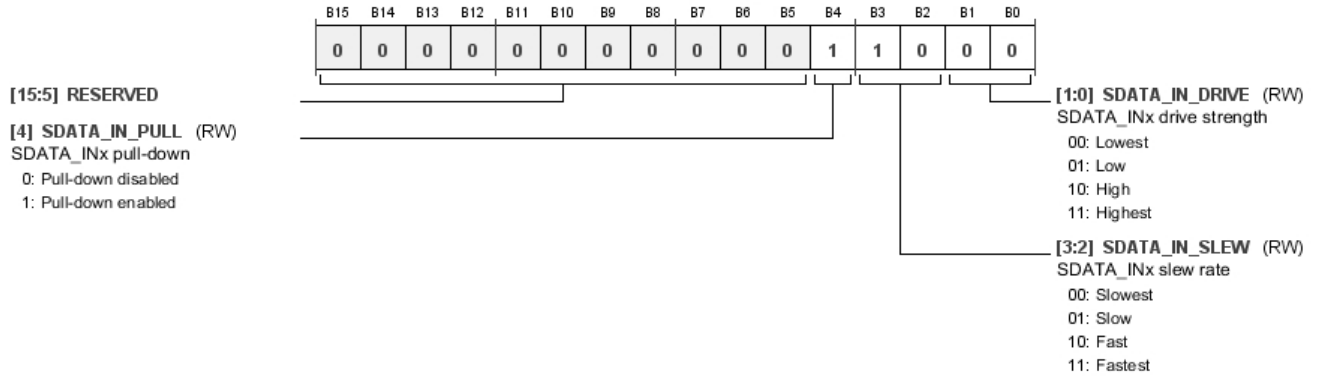 B15 B14 B13 B12 B11 B10 B9 B8 B7 B6 B5 B4 B3 B2 B1 B0
0 0 0 0 0 0 0 0 0 0 0 1 1 0 0 0
[15:5] RESERVED
[4] SDATA_IN_PULL (RW)
SDATA_INx pull-down
0: Pull-down disabled
1: Pull-down enabled
[1:0] SDATA_IN_DRIVE (RW)
SDATA_INx drive strength
00: Lowest
01: Low
10: High
11: Highest
[3:2] SDATA_IN_SLEW (RW)
SDATA_INx slew rate
00: Slowest
01: Slow
10: Fast
11: Fastest